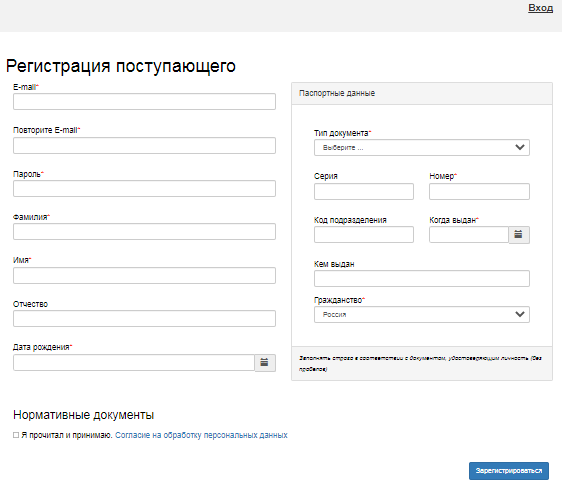 Вход
Регистрация поступающего
E-mail*
Повторите E-mail*
Пароль*
Фамилия*
Имя*
Отчество
Дата рождения*
Паспортные данные
Тип документа*
Выберите ...
Серия Номер*
Код подразделения Когда выдан*
Кем выдан
Гражданство*
Россия
Заполнять строго в соответствии с документом, удостоверяющим личность (без
пробелов)
Нормативные документы
Я прочитал и принимаю. Согласие на обработку персональных данных
Зарегистрироваться